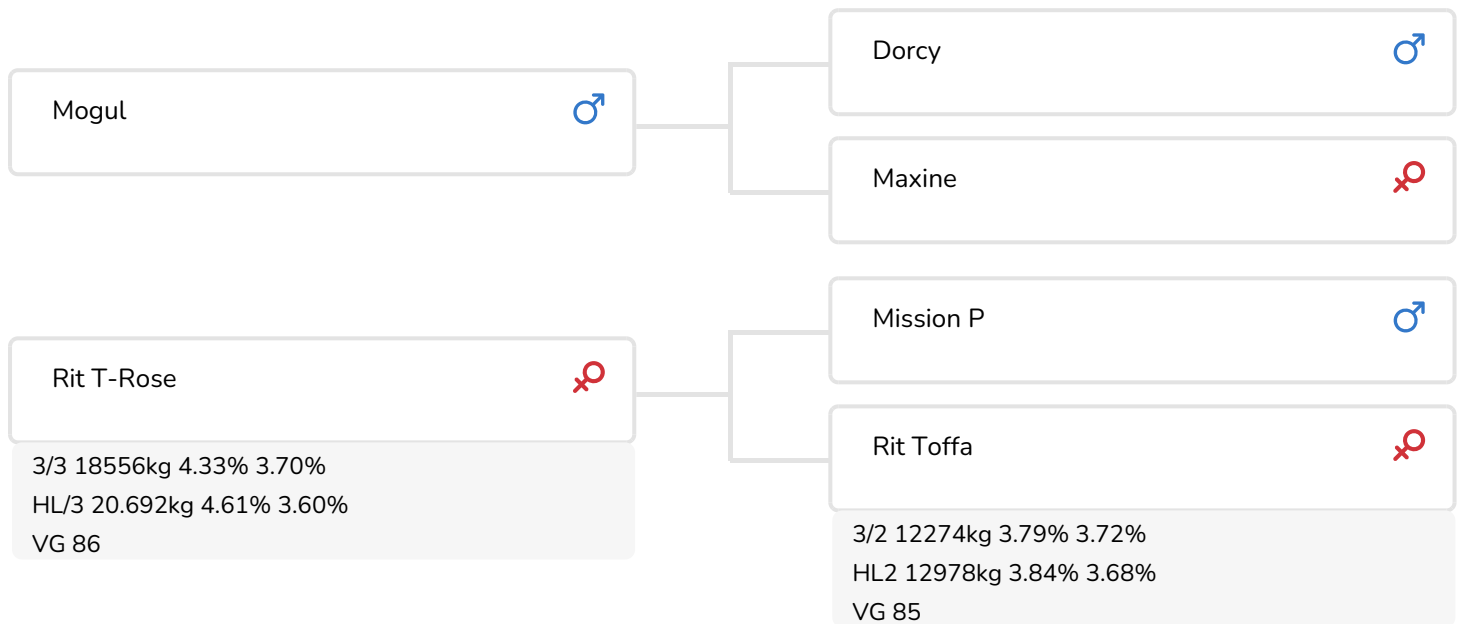 Mogul
Dorcy
Maxine
Rit T-Rose
3/3 18556kg 4.33% 3.70%
HL/3 20.692kg 4.61% 3.60%
VG 86
Mission P
Rit Toffa
3/2 12274kg 3.79% 3.72%
HL2 12978kg 3.84% 3.68%
VG 85